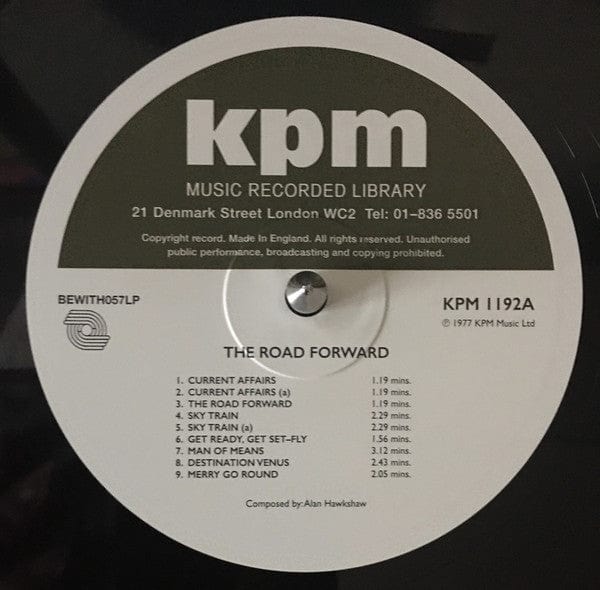 kpm
MUSIC RECORDED LIBRARY
21 Denmark Street London WC2 Tel: 01–836 5501
Copyright record. Made in England. All rights reserved. Unauthorised
public performance, broadcasting and copying prohibited.
BEWITH057LP
KPM 1192A
℗ 1977 KPM Music Ltd
THE ROAD FORWARD
1. CURRENT AFFAIRS 1.19 mins.
2. CURRENT AFFAIRS (a) 1.19 mins.
3. THE ROAD FORWARD 1.19 mins.
4. SKY TRAIN 2.29 mins.
5. SKY TRAIN (a) 2.29 mins.
6. GET READY, GET SET–FLY 1.56 mins.
7. MAN OF MEANS 3.12 mins.
8. DESTINATION VENUS 2.43 mins.
9. MERRY GO ROUND 2.05 mins.
Composed by: Alan Hawkshaw